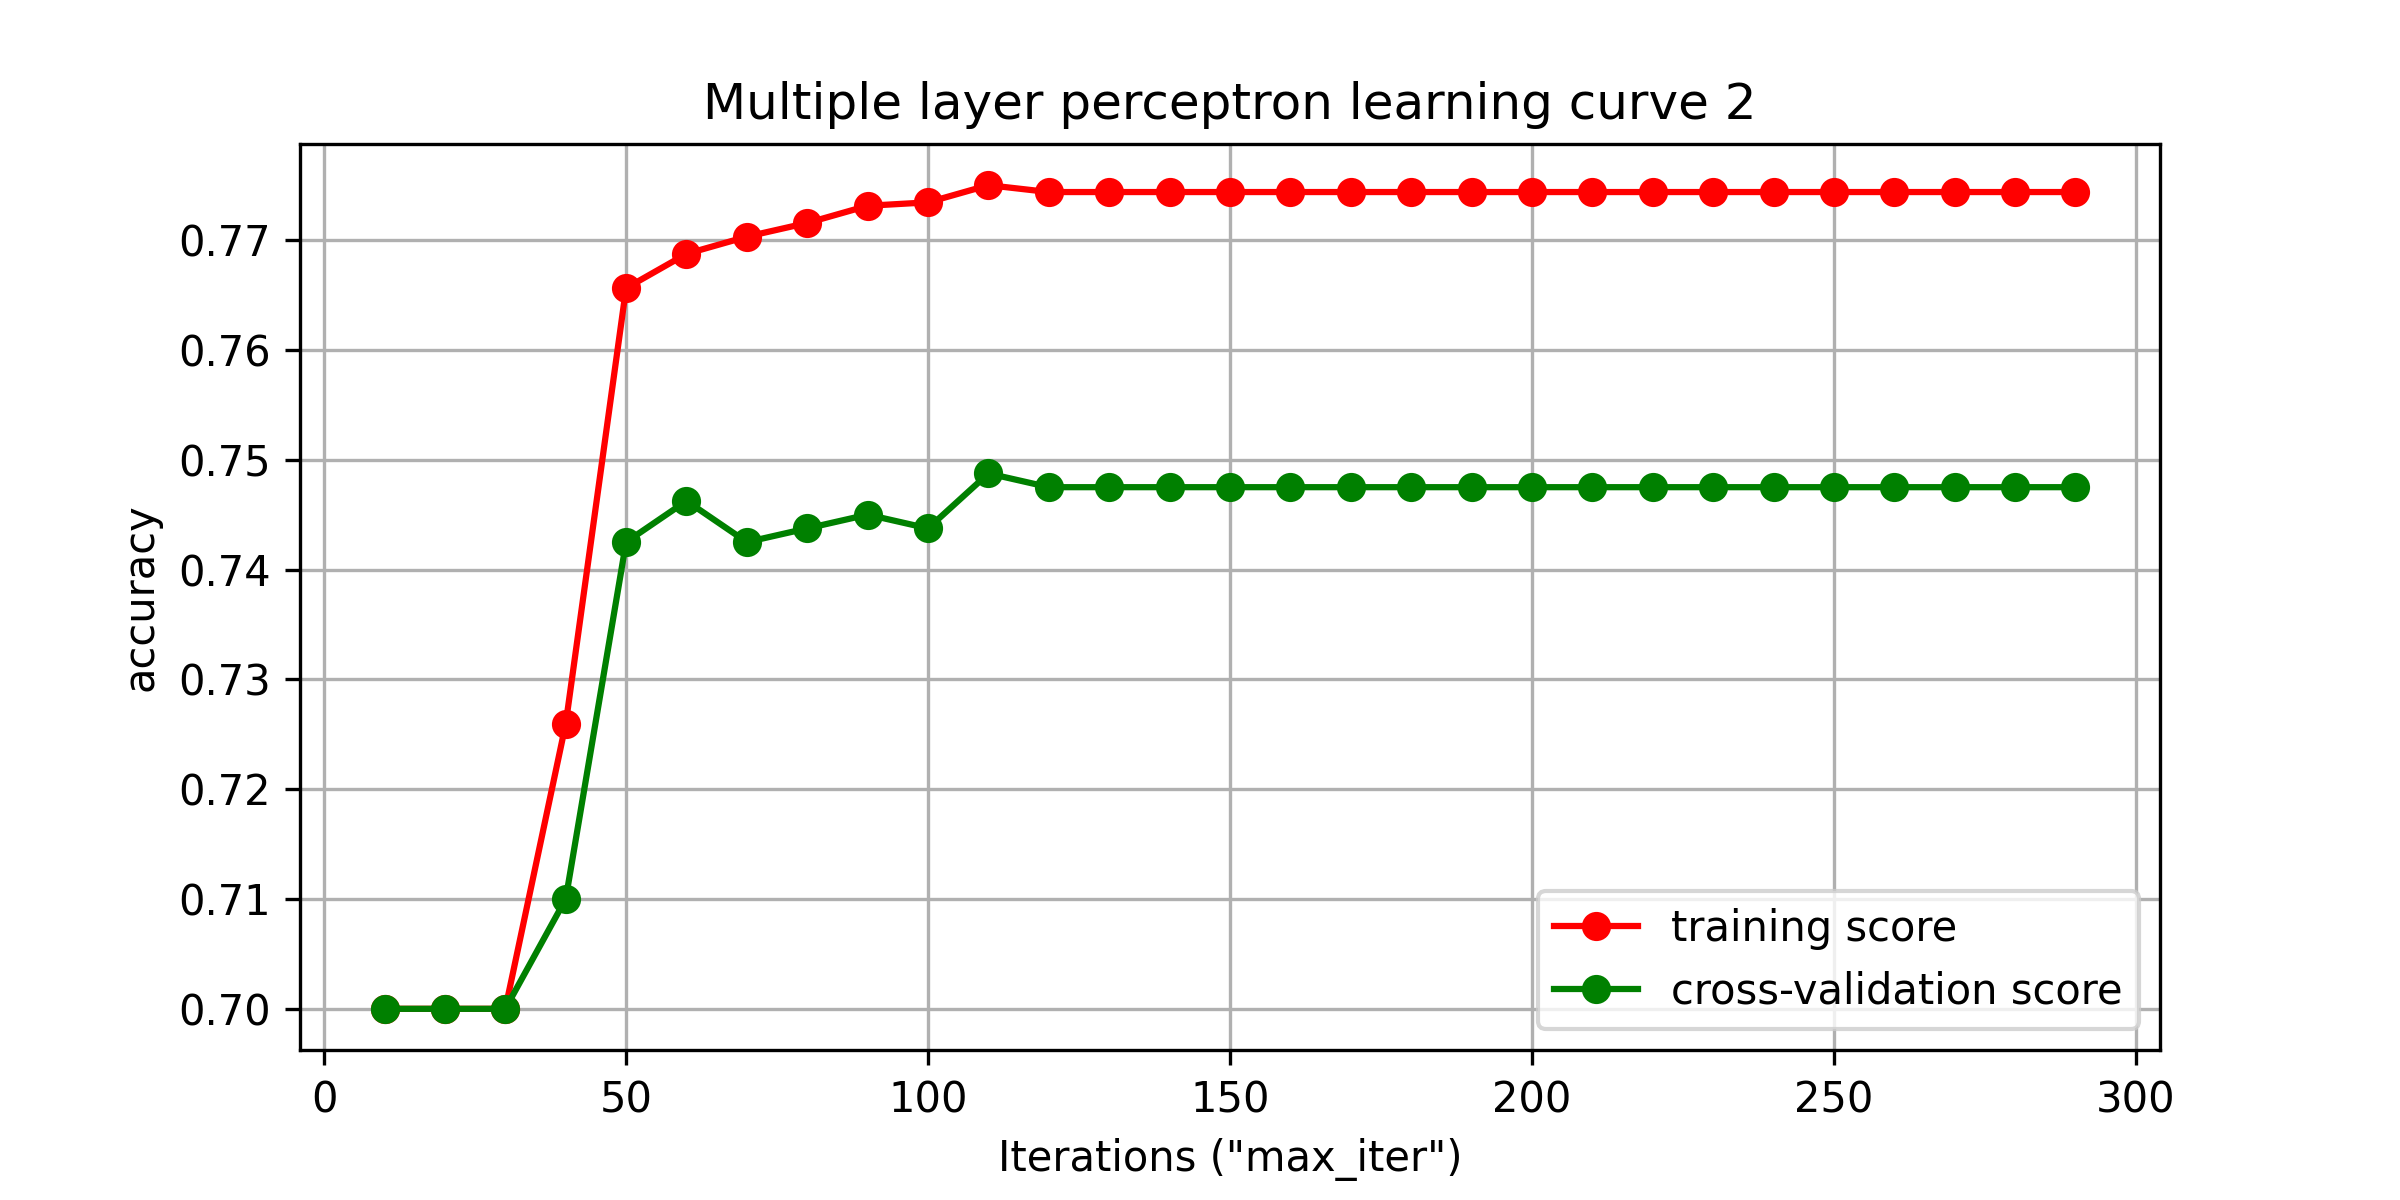 Multiple layer perceptron learning curve 2
accuracy
0.77
0.76
0.75
0.74
0.73
0.72
0.71
0.70
training score
cross-validation score
0 50 100 150 200 250 300
Iterations ("max_iter")